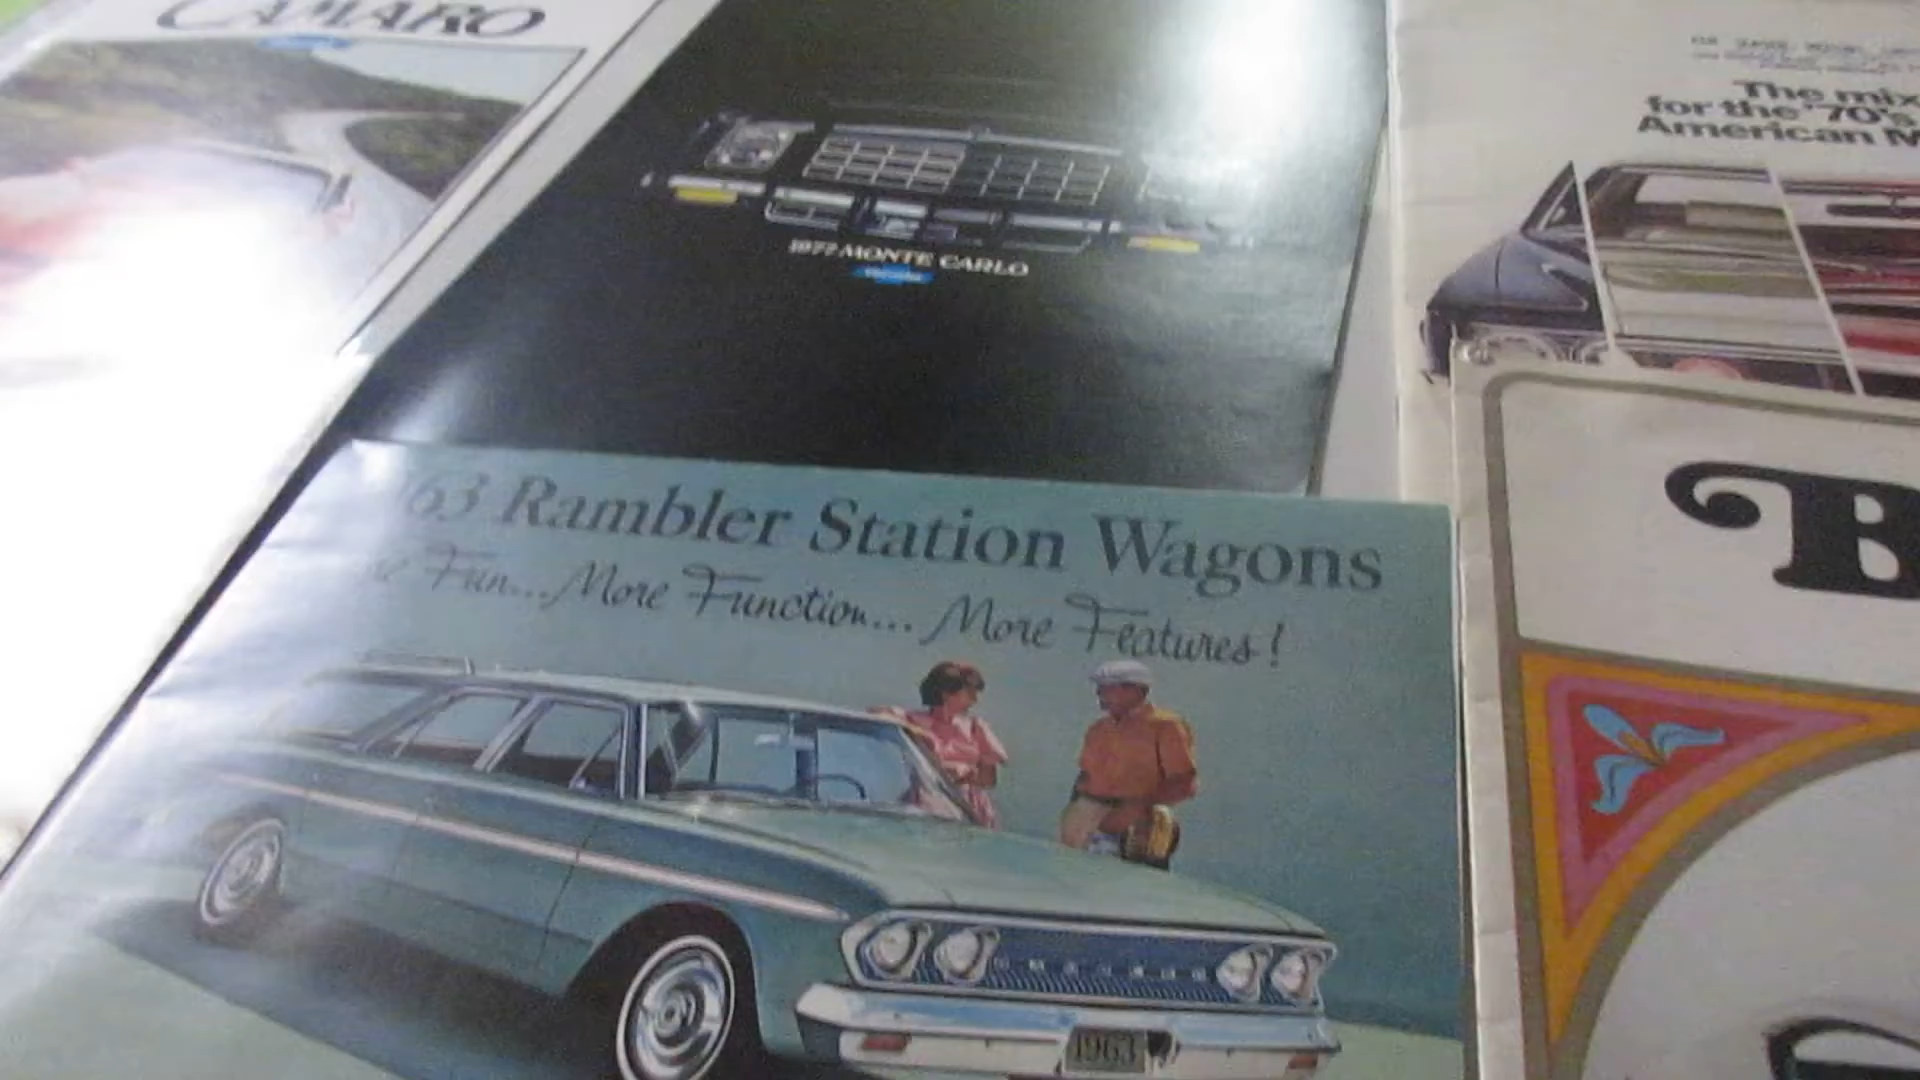 CAMARO
1977 MONTE CARLO
Chevrolet
The mix
for the '70's
American M
'63 Rambler Station Wagons
Fun... More Function... More Features!
1963
B